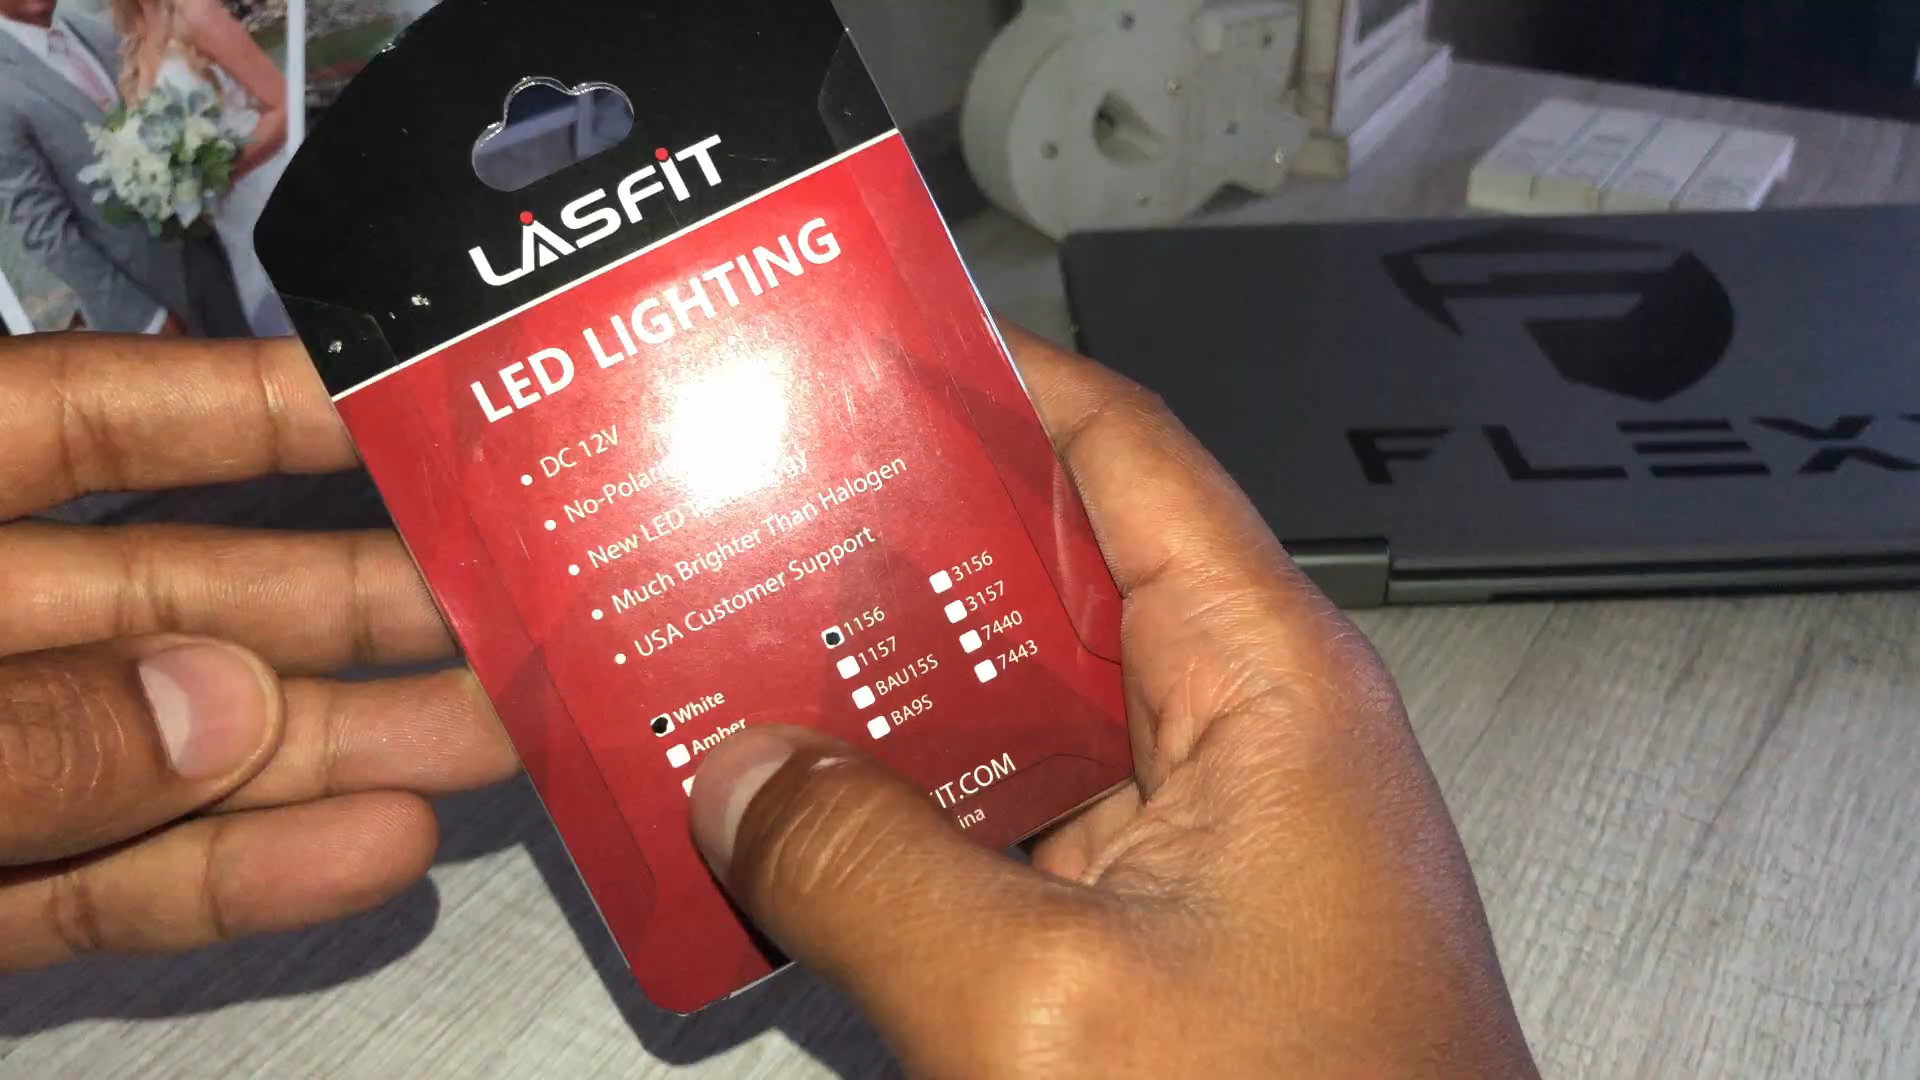 LASFIT
LED LIGHTING
• DC 12V
• No-Polar
• New LED
• Much Brighter Than Halogen
• USA Customer Support
White
Amber
1156
1157
BAU15S
BA9S
3156
3157
7440
7443
IT.COM
ina
FLEX